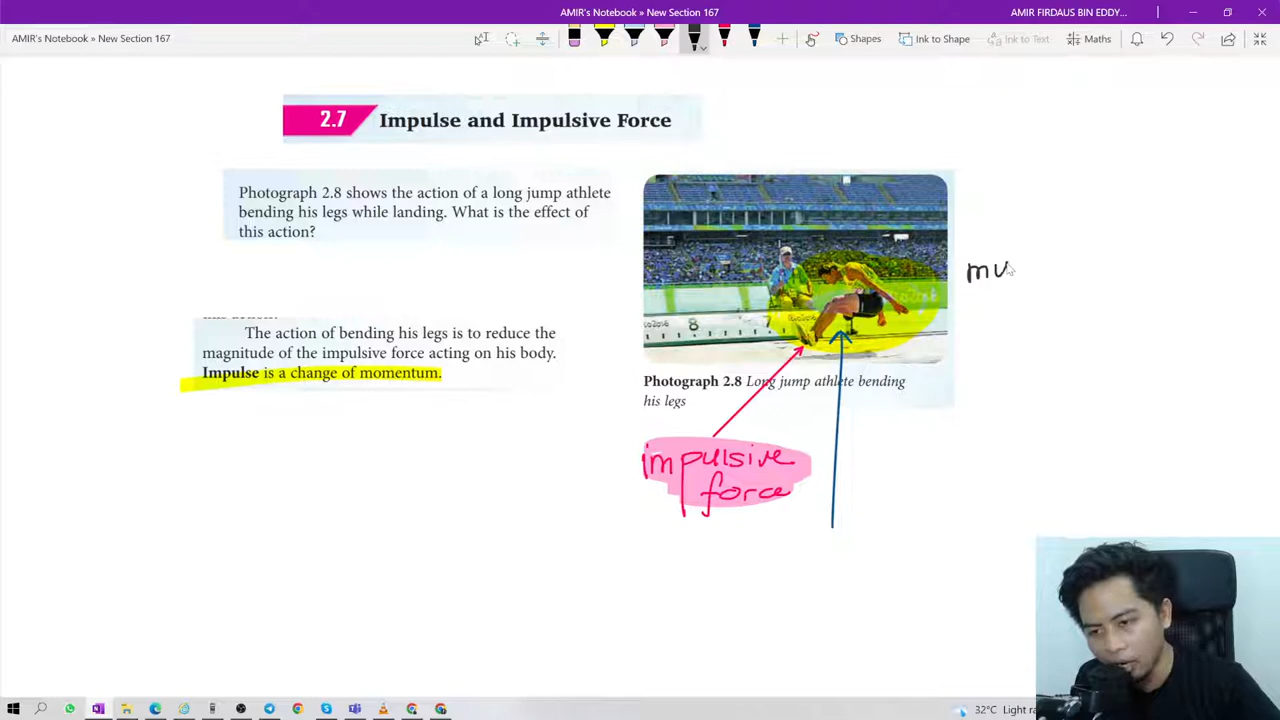 AMIR's Notebook » New Section 167
AMIR FIRDAUS BIN EDDY...
AMIR's Notebook » New Section 167
Shapes
Ink to Shape
Ink to Text
Maths
2.7 Impulse and Impulsive Force
Photograph 2.8 shows the action of a long jump athlete
bending his legs while landing. What is the effect of
this action?
The action of bending his legs is to reduce the
magnitude of the impulsive force acting on his body.
Impulse is a change of momentum.
8
Photograph 2.8 Long jump athlete bending
his legs
mu
impulsive
force
32°C Light ra